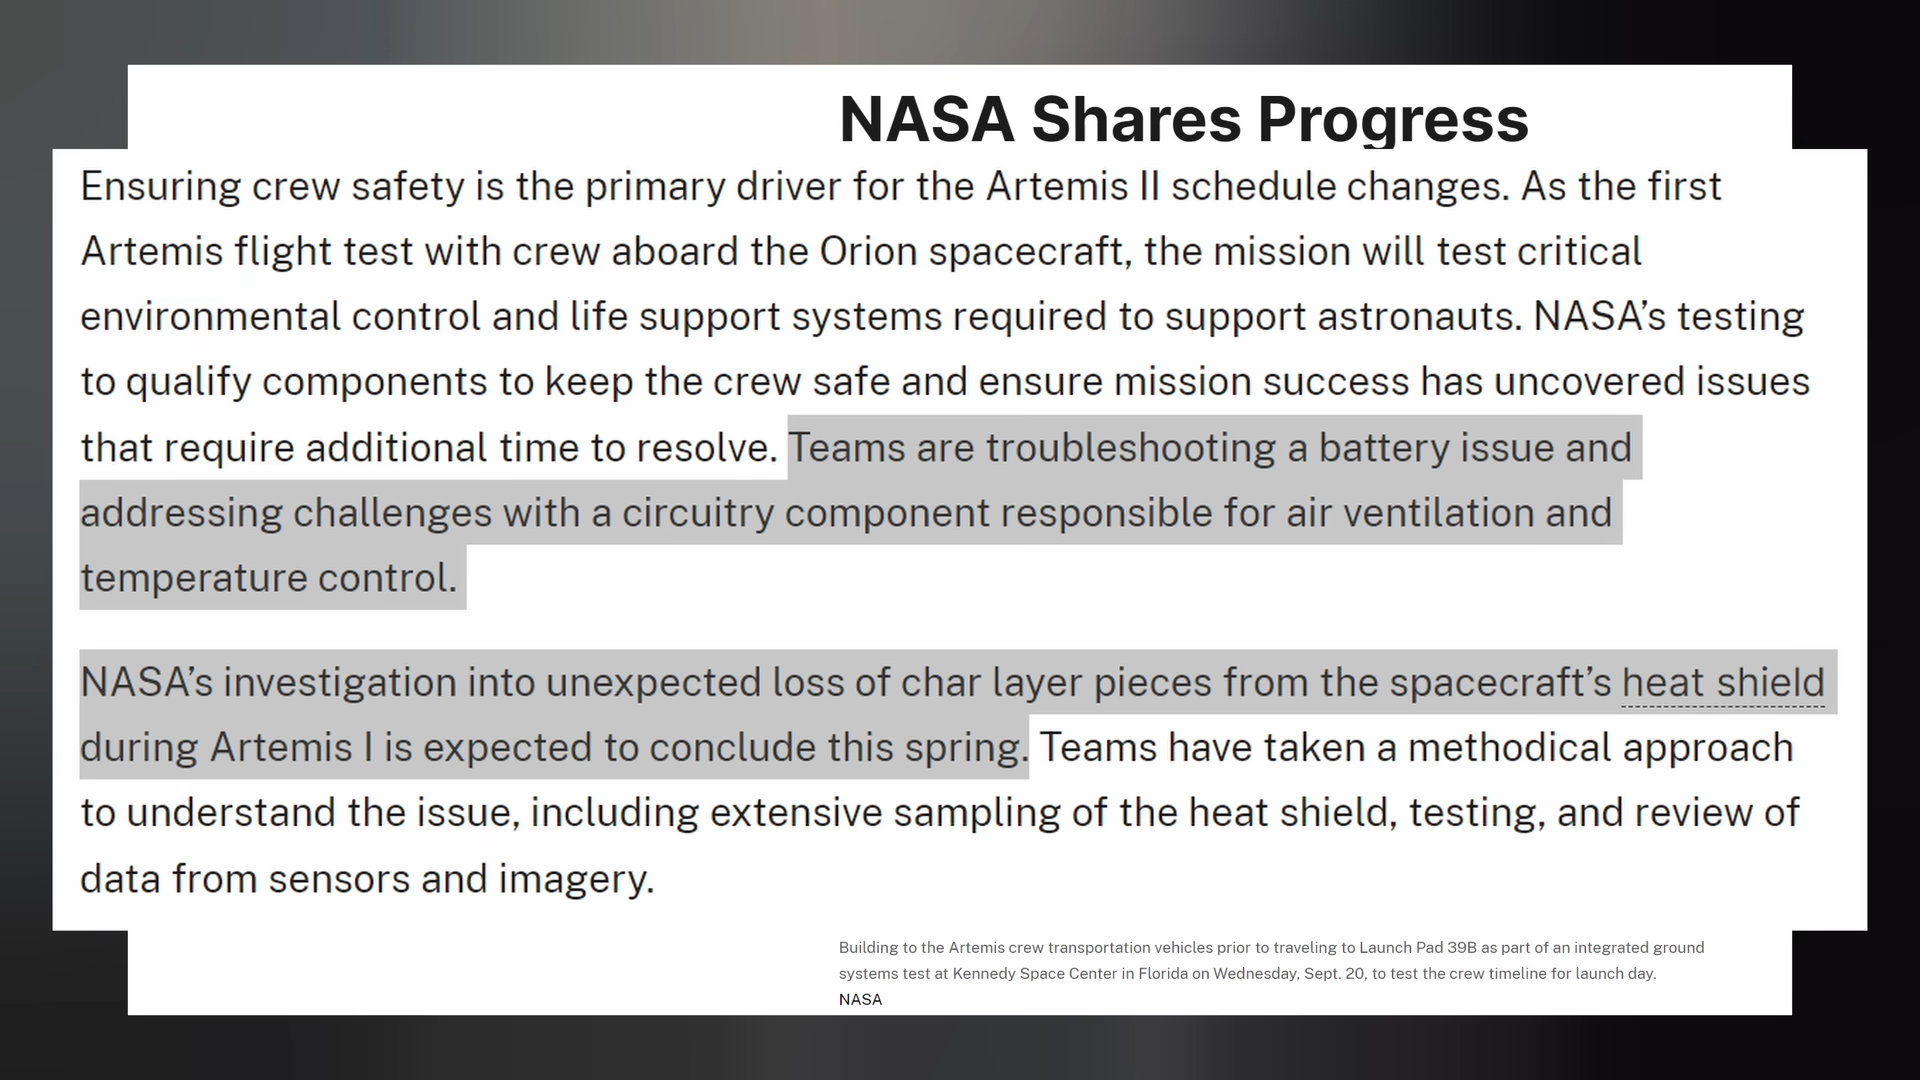 NASA Shares Progress
Ensuring crew safety is the primary driver for the Artemis II schedule changes. As the first
Artemis flight test with crew aboard the Orion spacecraft, the mission will test critical
environmental control and life support systems required to support astronauts. NASA’s testing
to qualify components to keep the crew safe and ensure mission success has uncovered issues
that require additional time to resolve. Teams are troubleshooting a battery issue and
addressing challenges with a circuitry component responsible for air ventilation and
temperature control.
NASA’s investigation into unexpected loss of char layer pieces from the spacecraft’s heat shield
during Artemis I is expected to conclude this spring. Teams have taken a methodical approach
to understand the issue, including extensive sampling of the heat shield, testing, and review of
data from sensors and imagery.
Building to the Artemis crew transportation vehicles prior to traveling to Launch Pad 39B as part of an integrated ground
systems test at Kennedy Space Center in Florida on Wednesday, Sept. 20, to test the crew timeline for launch day.
NASA